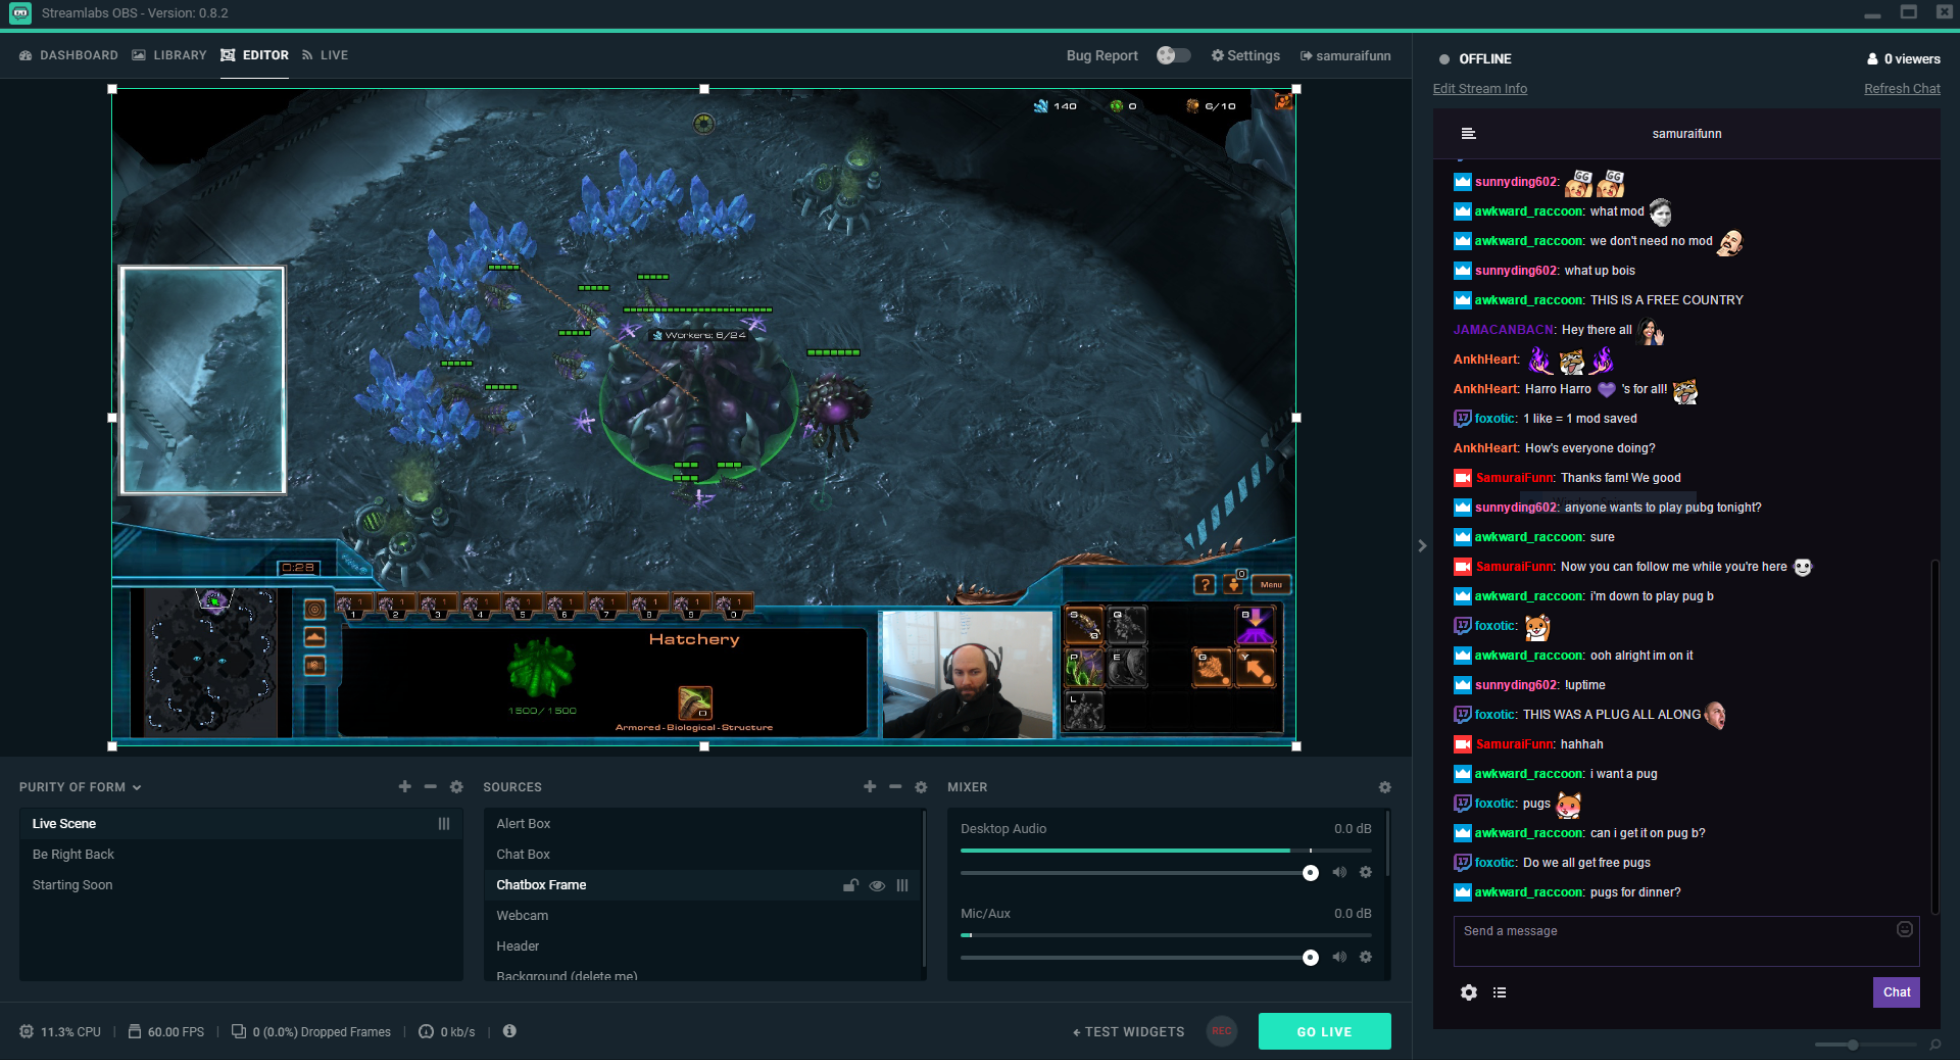 Streamlabs OBS - Version: 0.8.2
DASHBOARD LIBRARY EDITOR LIVE
Bug Report Settings samuraifunn
OFFLINE 0 viewers
Edit Stream Info Refresh Chat
samuraifunn
140 0 6/10
Workers: 6/24
0:28
Menu
1 2 3 4 5 6 7 8 9 0
Hatchery
1500/1500
Armored-Biological-Structure
sunnyding602:
awkward_raccoon: what mod
awkward_raccoon: we don't need no mod
sunnyding602: what up bois
awkward_raccoon: THIS IS A FREE COUNTRY
JAMACANBACN: Hey there all
AnkhHeart:
AnkhHeart: Harro Harro 's for all!
foxotic: 1 like = 1 mod saved
AnkhHeart: How's everyone doing?
SamuraiFunn: Thanks fam! We good
sunnyding602: anyone wants to play pubg tonight?
awkward_raccoon: sure
SamuraiFunn: Now you can follow me while you're here
awkward_raccoon: i'm down to play pug b
foxotic:
awkward_raccoon: ooh alright im on it
sunnyding602: !uptime
foxotic: THIS WAS A PLUG ALL ALONG
SamuraiFunn: hahhah
awkward_raccoon: i want a pug
foxotic: pugs
awkward_raccoon: can i get it on pug b?
foxotic: Do we all get free pugs
awkward_raccoon: pugs for dinner?
Send a message
Chat
PURITY OF FORM
Live Scene
Be Right Back
Starting Soon
SOURCES
Alert Box
Chat Box
Chatbox Frame
Webcam
Header
Background (delete me)
MIXER
Desktop Audio 0.0 dB
Mic/Aux 0.0 dB
11.3% CPU 60.00 FPS 0 (0.0%) Dropped Frames 0 kb/s
TEST WIDGETS REC GO LIVE